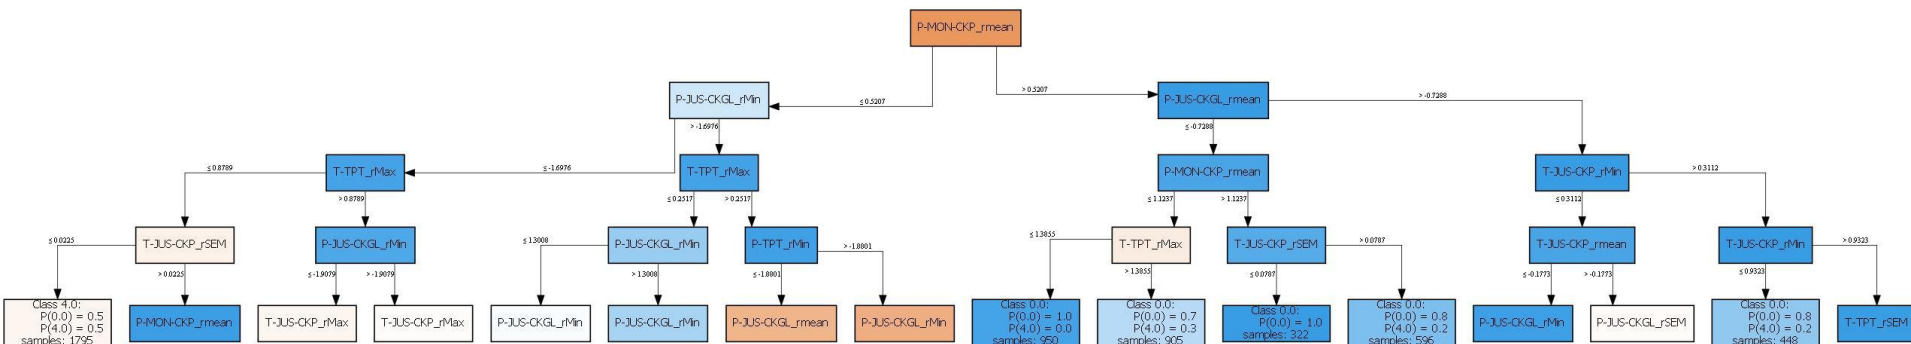 P-MON-CKP_rmean
≤ 0.5207
> 0.5207
P-JUS-CKGL_rMin
P-JUS-CKGL_rmean
≤ -1.6976
> -1.6976
≤ -0.7288
> -0.7288
T-TPT_rMax
T-TPT_rMax
P-MON-CKP_rmean
T-JUS-CKP_rMin
≤ 0.8789
> 0.8789
≤ 0.2517
> 0.2517
≤ 1.1237
> 1.1237
≤ 0.3112
> 0.3112
T-JUS-CKP_rSEM
P-JUS-CKGL_rMin
P-JUS-CKGL_rMin
P-TPT_rMin
T-TPT_rMax
T-JUS-CKP_rSEM
T-JUS-CKP_rmean
T-JUS-CKP_rMin
≤ 0.0225
> 0.0225
≤ -1.9079
> -1.9079
≤ 1.3008
> 1.3008
≤ -1.8801
> -1.8801
≤ 1.3855
> 1.3855
≤ 0.0787
> 0.0787
≤ -0.1773
> -0.1773
≤ 0.9323
> 0.9323
Class 4.0:
P(0.0) = 0.5
P(4.0) = 0.5
samples: 1795
P-MON-CKP_rmean
T-JUS-CKP_rMax
T-JUS-CKP_rMax
P-JUS-CKGL_rMin
P-JUS-CKGL_rMin
P-JUS-CKGL_rmean
P-JUS-CKGL_rMin
Class 0.0:
P(0.0) = 1.0
P(4.0) = 0.0
samples: 950
Class 0.0:
P(0.0) = 0.7
P(4.0) = 0.3
samples: 905
Class 0.0:
P(0.0) = 1.0
samples: 322
Class 0.0:
P(0.0) = 0.8
P(4.0) = 0.2
samples: 596
P-JUS-CKGL_rMin
P-JUS-CKGL_rSEM
Class 0.0:
P(0.0) = 0.8
P(4.0) = 0.2
samples: 448
T-TPT_rSEM